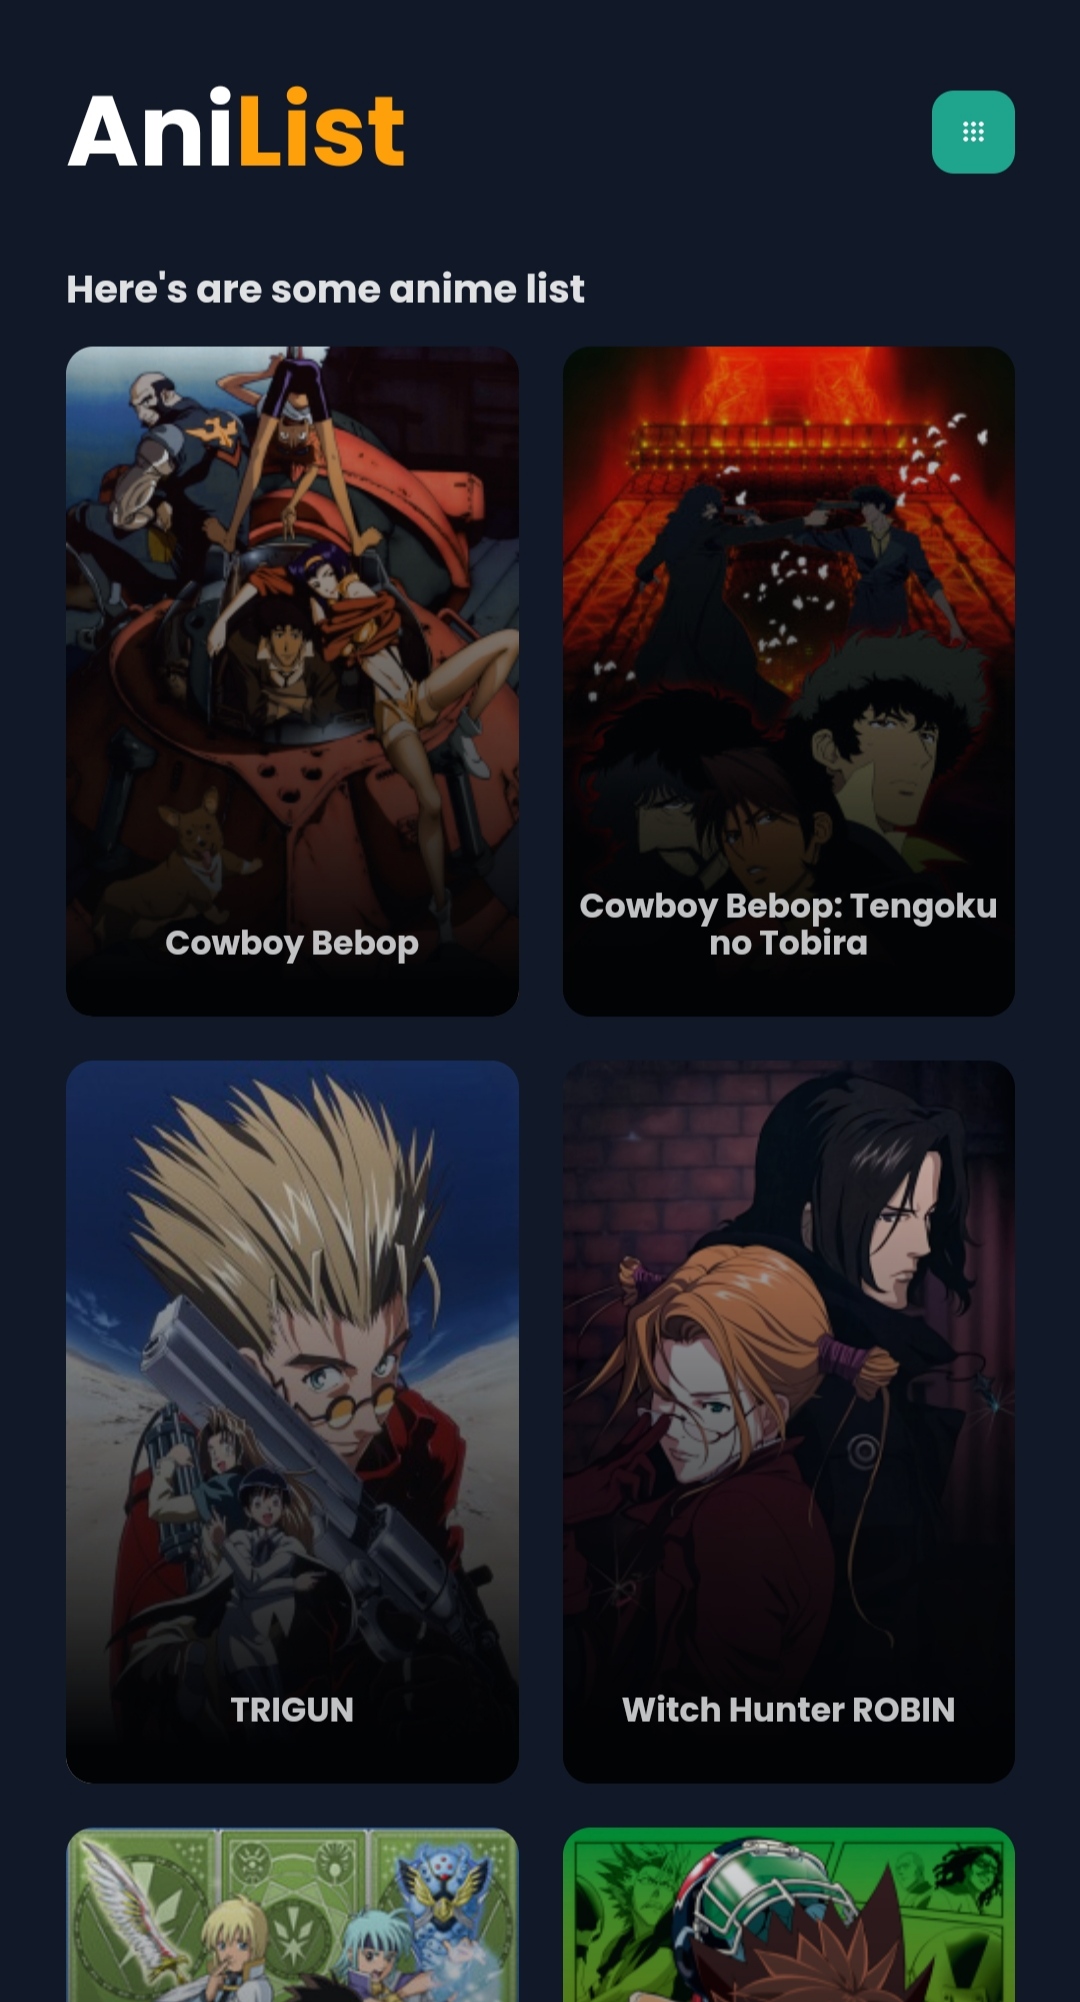 AniList
Here's are some anime list
Cowboy Bebop
Cowboy Bebop: Tengoku
no Tobira
TRIGUN
Witch Hunter ROBIN